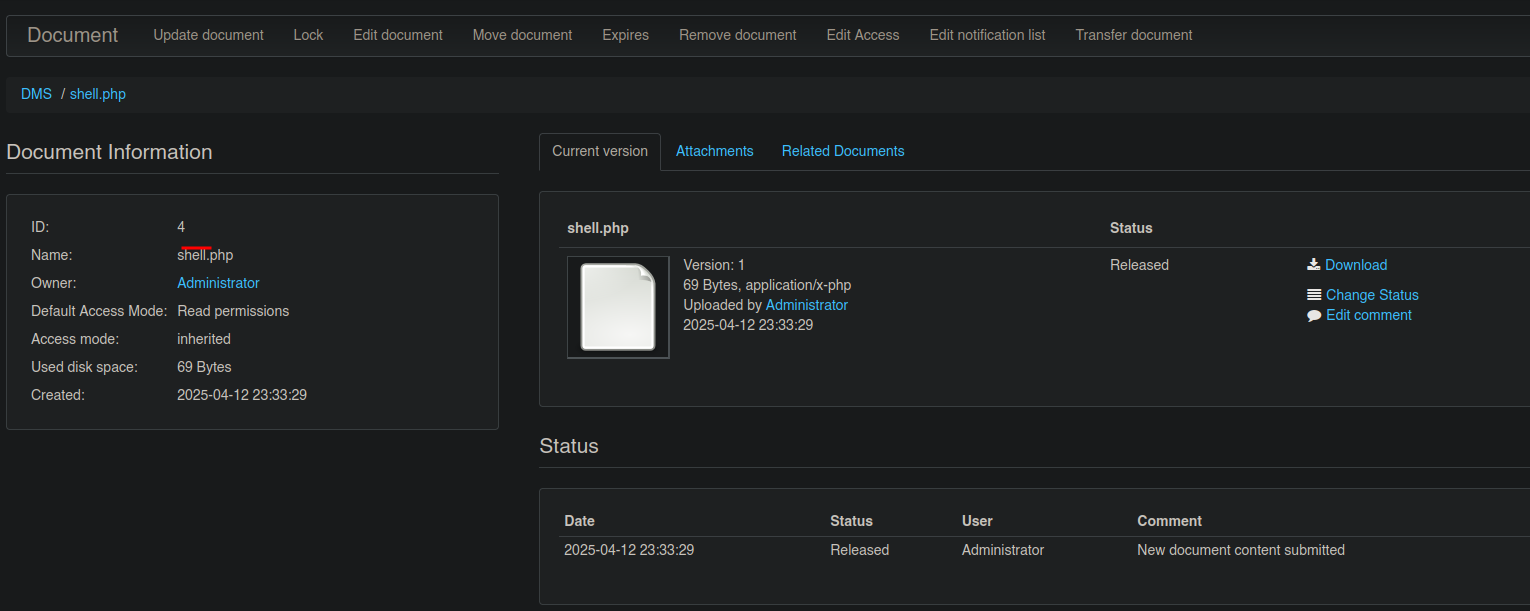 Document Update document Lock Edit document Move document Expires Remove document Edit Access Edit notification list Transfer document
DMS / shell.php
Document Information
ID: 4
Name: shell.php
Owner: Administrator
Default Access Mode: Read permissions
Access mode: inherited
Used disk space: 69 Bytes
Created: 2025-04-12 23:33:29
Current version Attachments Related Documents
shell.php Status
Version: 1 Released Download
69 Bytes, application/x-php
Uploaded by Administrator Change Status
2025-04-12 23:33:29 Edit comment
Status
Date Status User Comment
2025-04-12 23:33:29 Released Administrator New document content submitted